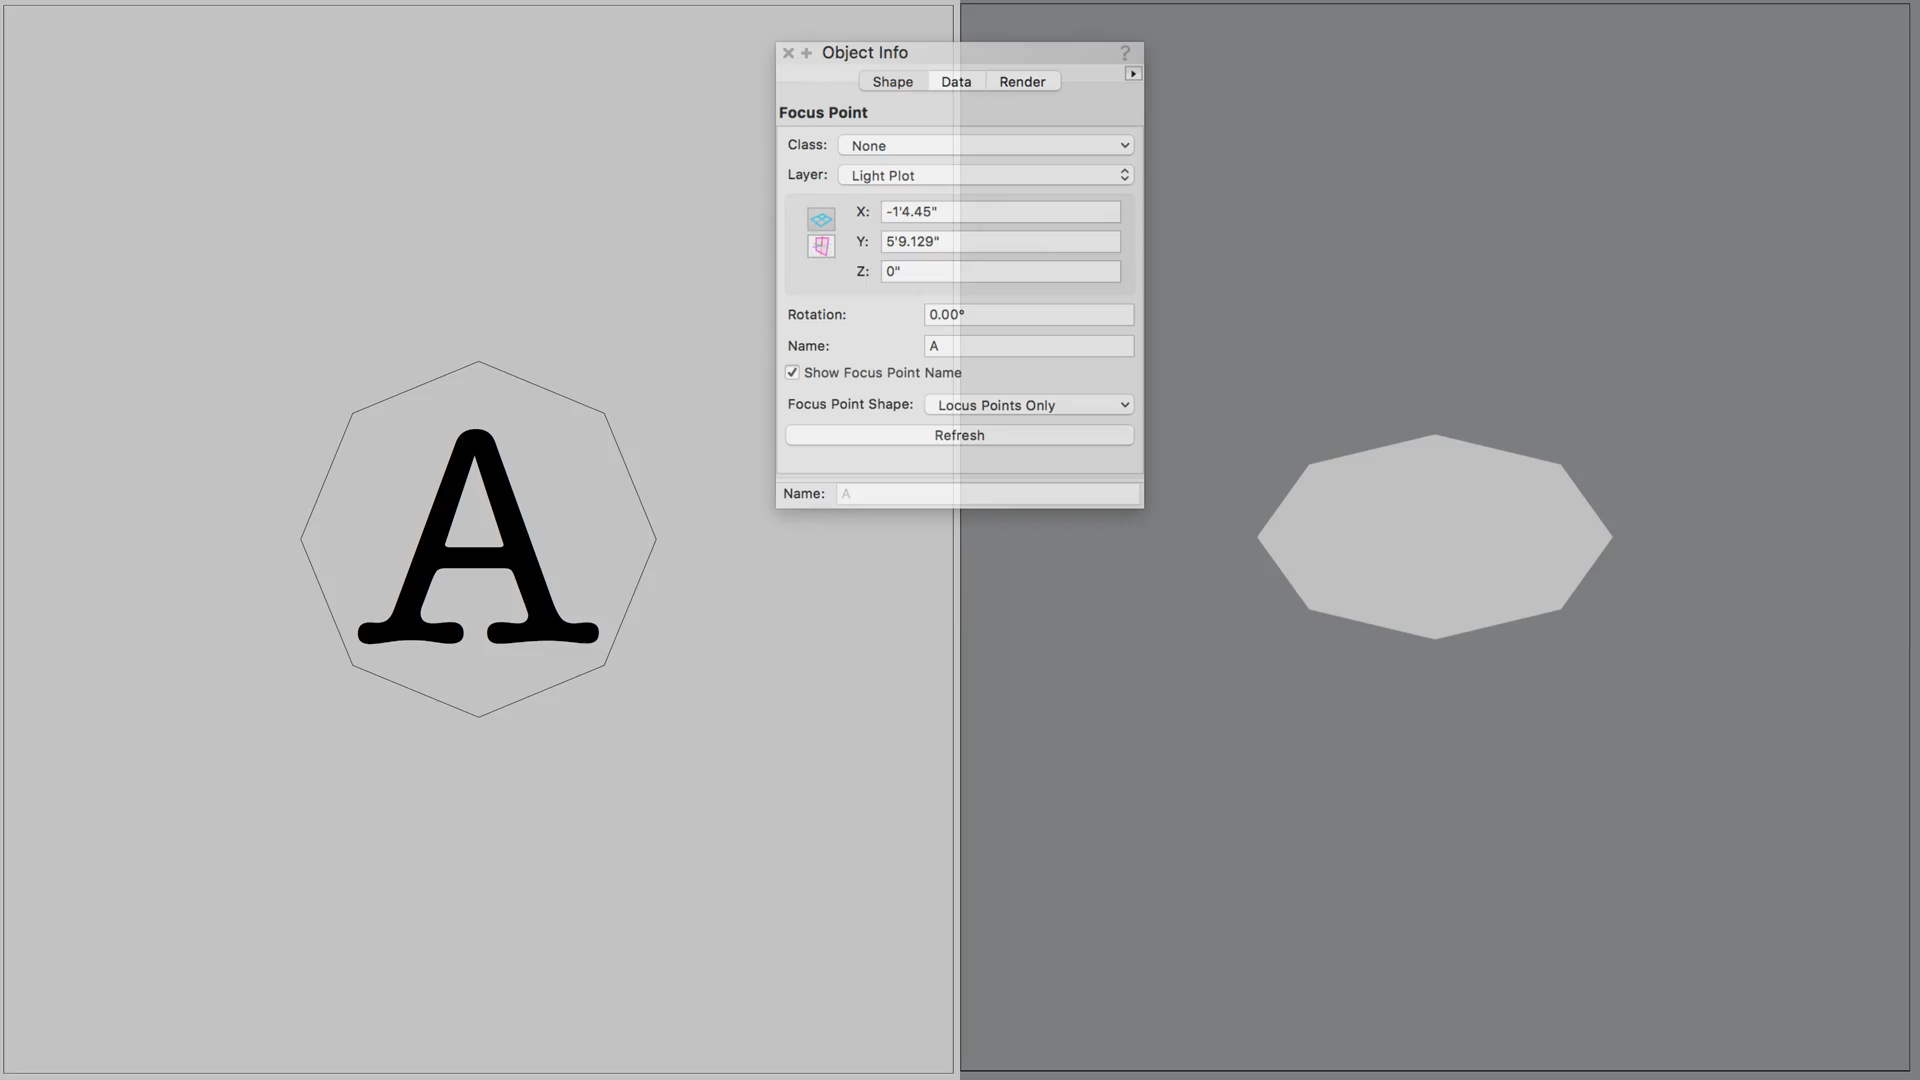 Object Info
?
Shape Data Render
Focus Point
Class: None
Layer: Light Plot
X: -1'4.45"
Y: 5'9.129"
Z: 0"
Rotation: 0.00°
Name: A
Show Focus Point Name
Focus Point Shape: Locus Points Only
Refresh
Name: A
A